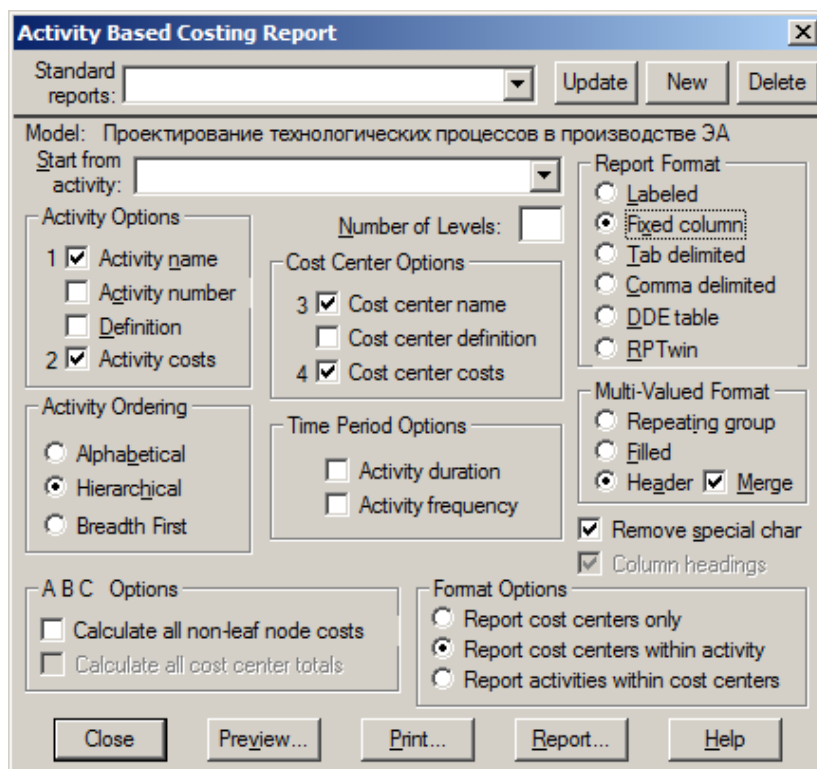 Activity Based Costing Report
Standard reports:
Update New Delete
Model: Проектирование технологических процессов в производстве ЭА
Start from activity:
Number of Levels:
Activity Options
1 Activity name
Activity number
Definition
2 Activity costs
Cost Center Options
3 Cost center name
Cost center definition
4 Cost center costs
Report Format
Labeled
Fixed column
Tab delimited
Comma delimited
DDE table
RPTwin
Activity Ordering
Alphabetical
Hierarchical
Breadth First
Time Period Options
Activity duration
Activity frequency
Multi-Valued Format
Repeating group
Filled
Header Merge
Remove special char
Column headings
A B C Options
Calculate all non-leaf node costs
Calculate all cost center totals
Format Options
Report cost centers only
Report cost centers within activity
Report activities within cost centers
Close Preview... Print... Report... Help